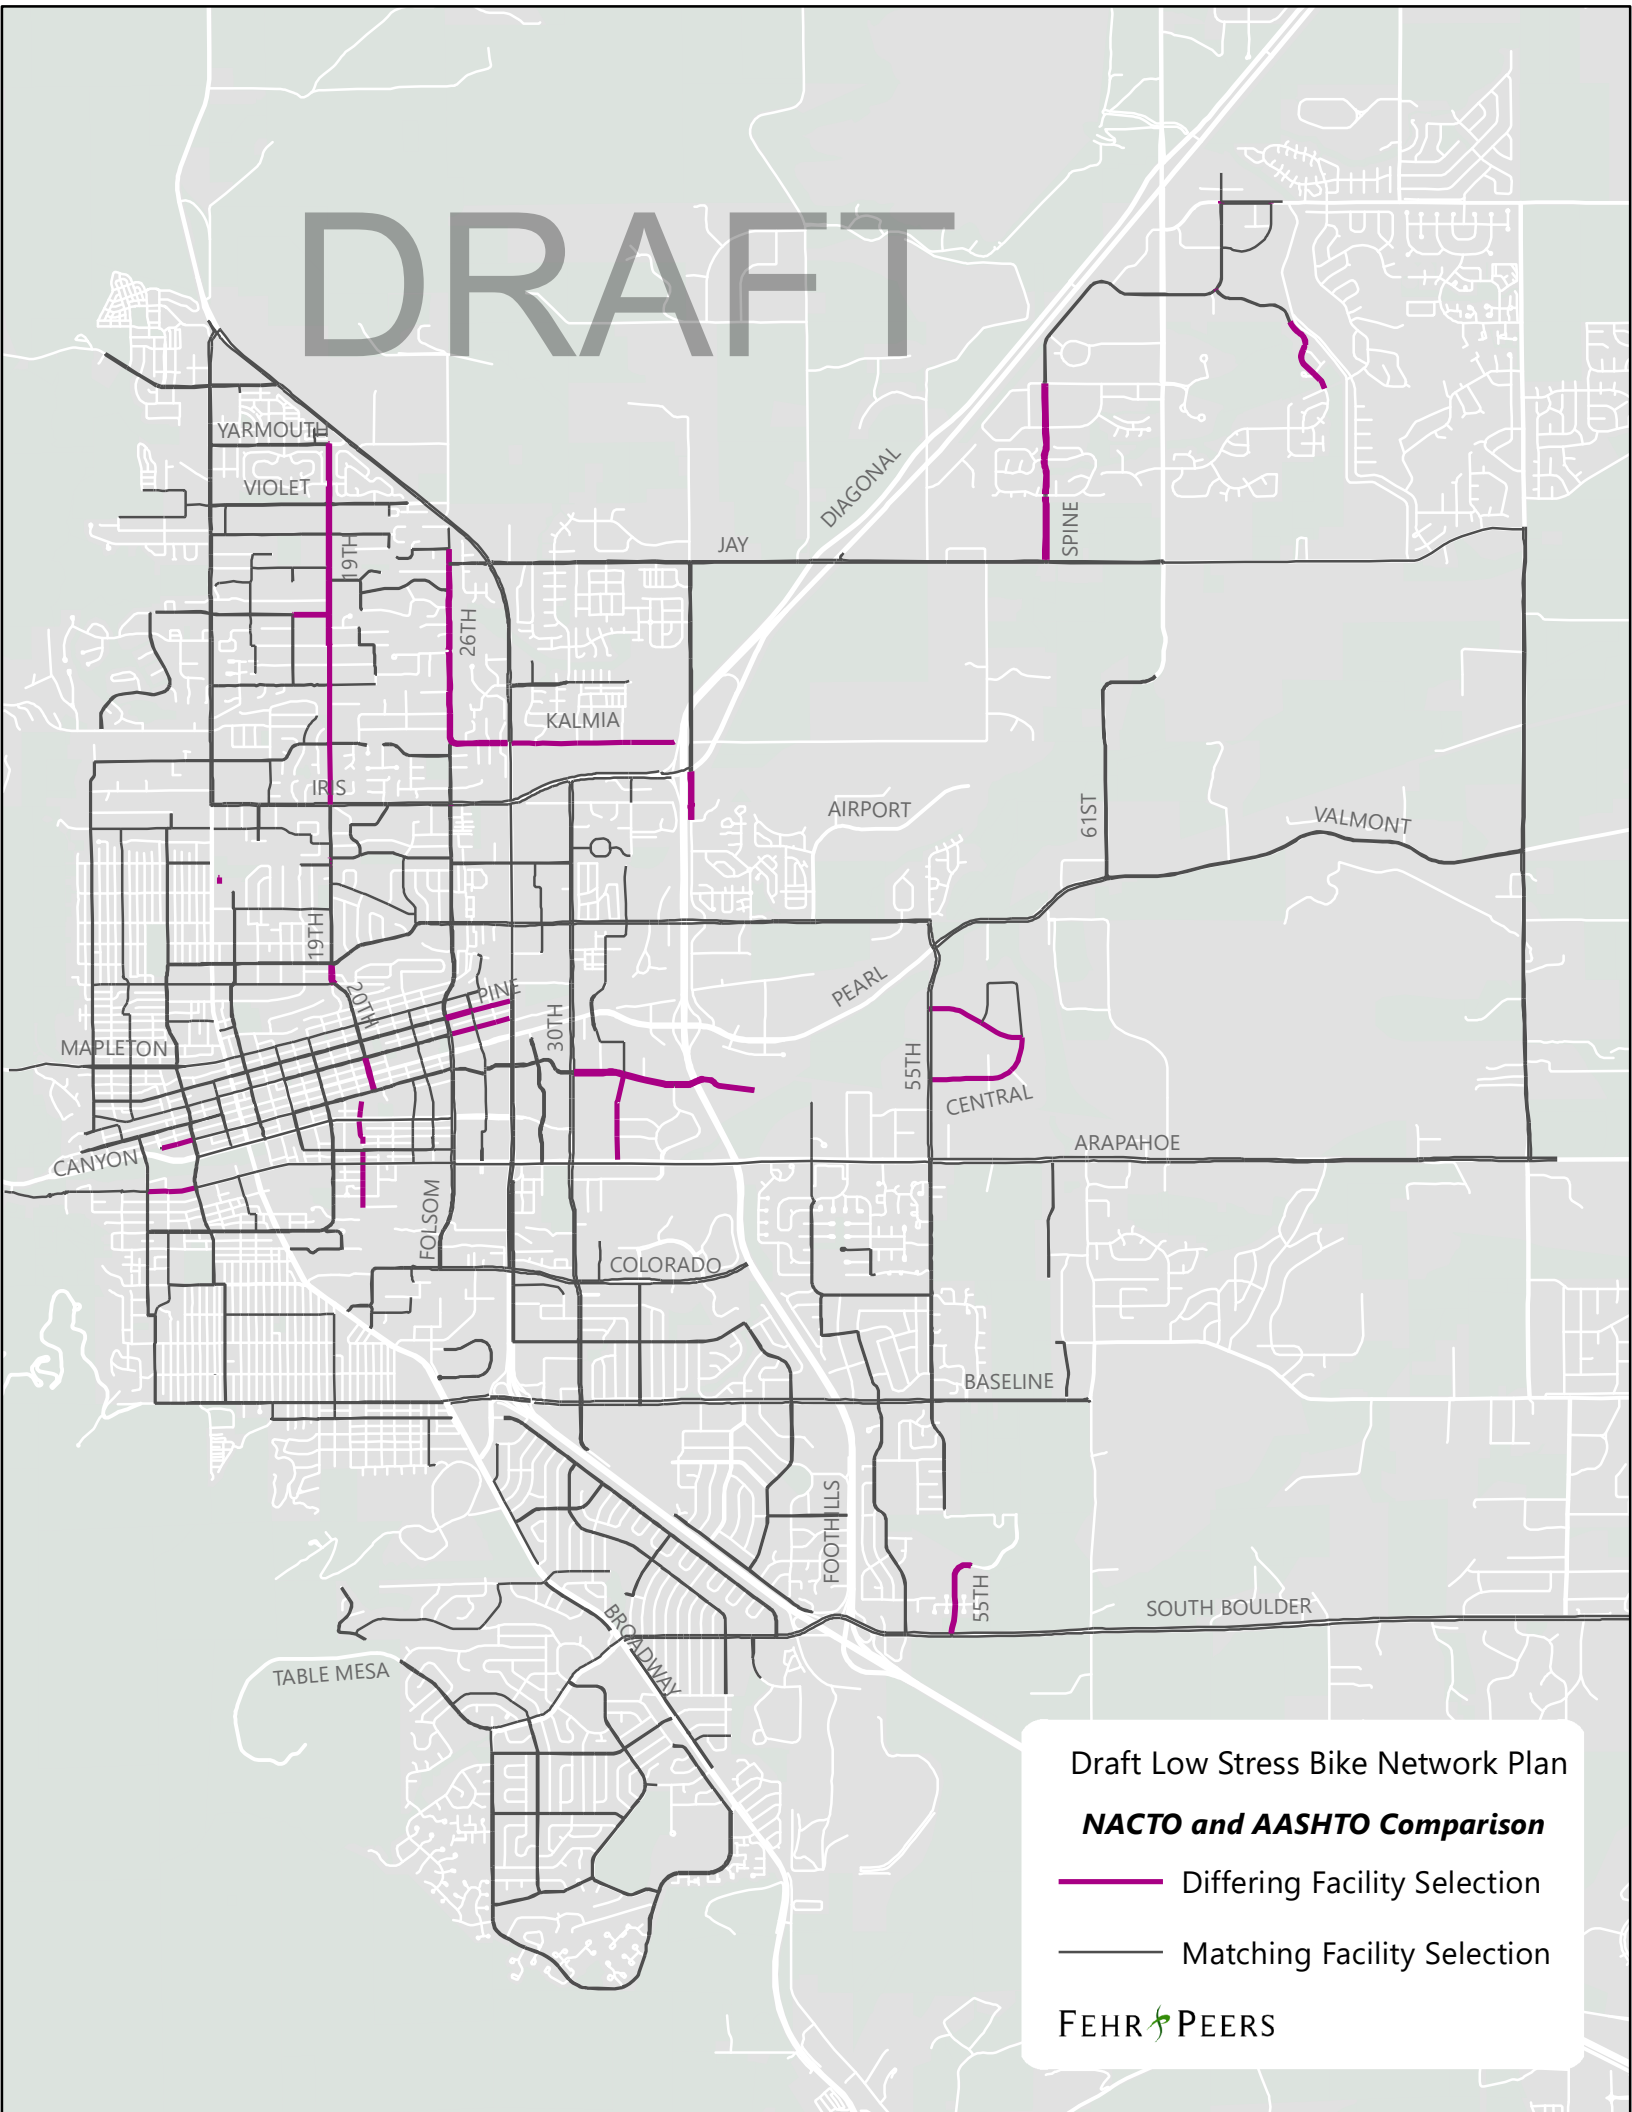 DRAFT
YARMOUTH
VIOLET
DIAGONAL
SPINE
JAY
19TH
26TH
KALMIA
IRIS
AIRPORT
61ST
VALMONT
19TH
20TH
PINE
PEARL
30TH
MAPLETON
55TH
CENTRAL
ARAPAHOE
CANYON
FOLSOM
COLORADO
BASELINE
FOOTHILLS
55TH
SOUTH BOULDER
BROADWAY
TABLE MESA
Draft Low Stress Bike Network Plan
NACTO and AASHTO Comparison
Differing Facility Selection
Matching Facility Selection
FEHR PEERS